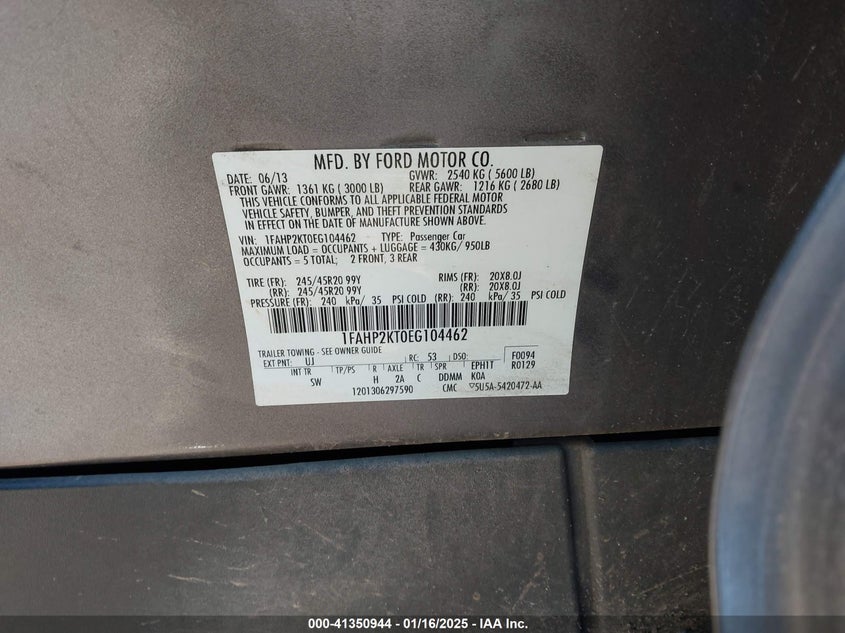 MFD. BY FORD MOTOR CO.
DATE: 06/13 GVWR: 2540 KG ( 5600 LB)
FRONT GAWR: 1361 KG ( 3000 LB) REAR GAWR: 1216 KG ( 2680 LB)
THIS VEHICLE CONFORMS TO ALL APPLICABLE FEDERAL MOTOR
VEHICLE SAFETY, BUMPER, AND THEFT PREVENTION STANDARDS
IN EFFECT ON THE DATE OF MANUFACTURE SHOWN ABOVE.
VIN: 1FAHP2KT0EG104462 TYPE: Passenger Car
MAXIMUM LOAD = OCCUPANTS + LUGGAGE = 430KG/ 950LB
OCCUPANTS = 5 TOTAL; 2 FRONT, 3 REAR
TIRE (FR): 245/45R20 99Y RIMS (FR): 20X8.0J
(RR): 245/45R20 99Y (RR): 20X8.0J
PRESSURE (FR): 240 kPa/ 35 PSI COLD (RR): 240 kPa/ 35 PSI COLD
1FAHP2KT0EG104462
TRAILER TOWING - SEE OWNER GUIDE
EXT PNT: UJ RC: 53 DSO: F0094
INT TR TP/PS R AXLE TR SPR EPH1T R0129
SW H 2A C DDMM K0A
1201306297590 CMC 5U5A-5420472-AA
000-41350944 - 01/16/2025 - IAA Inc.